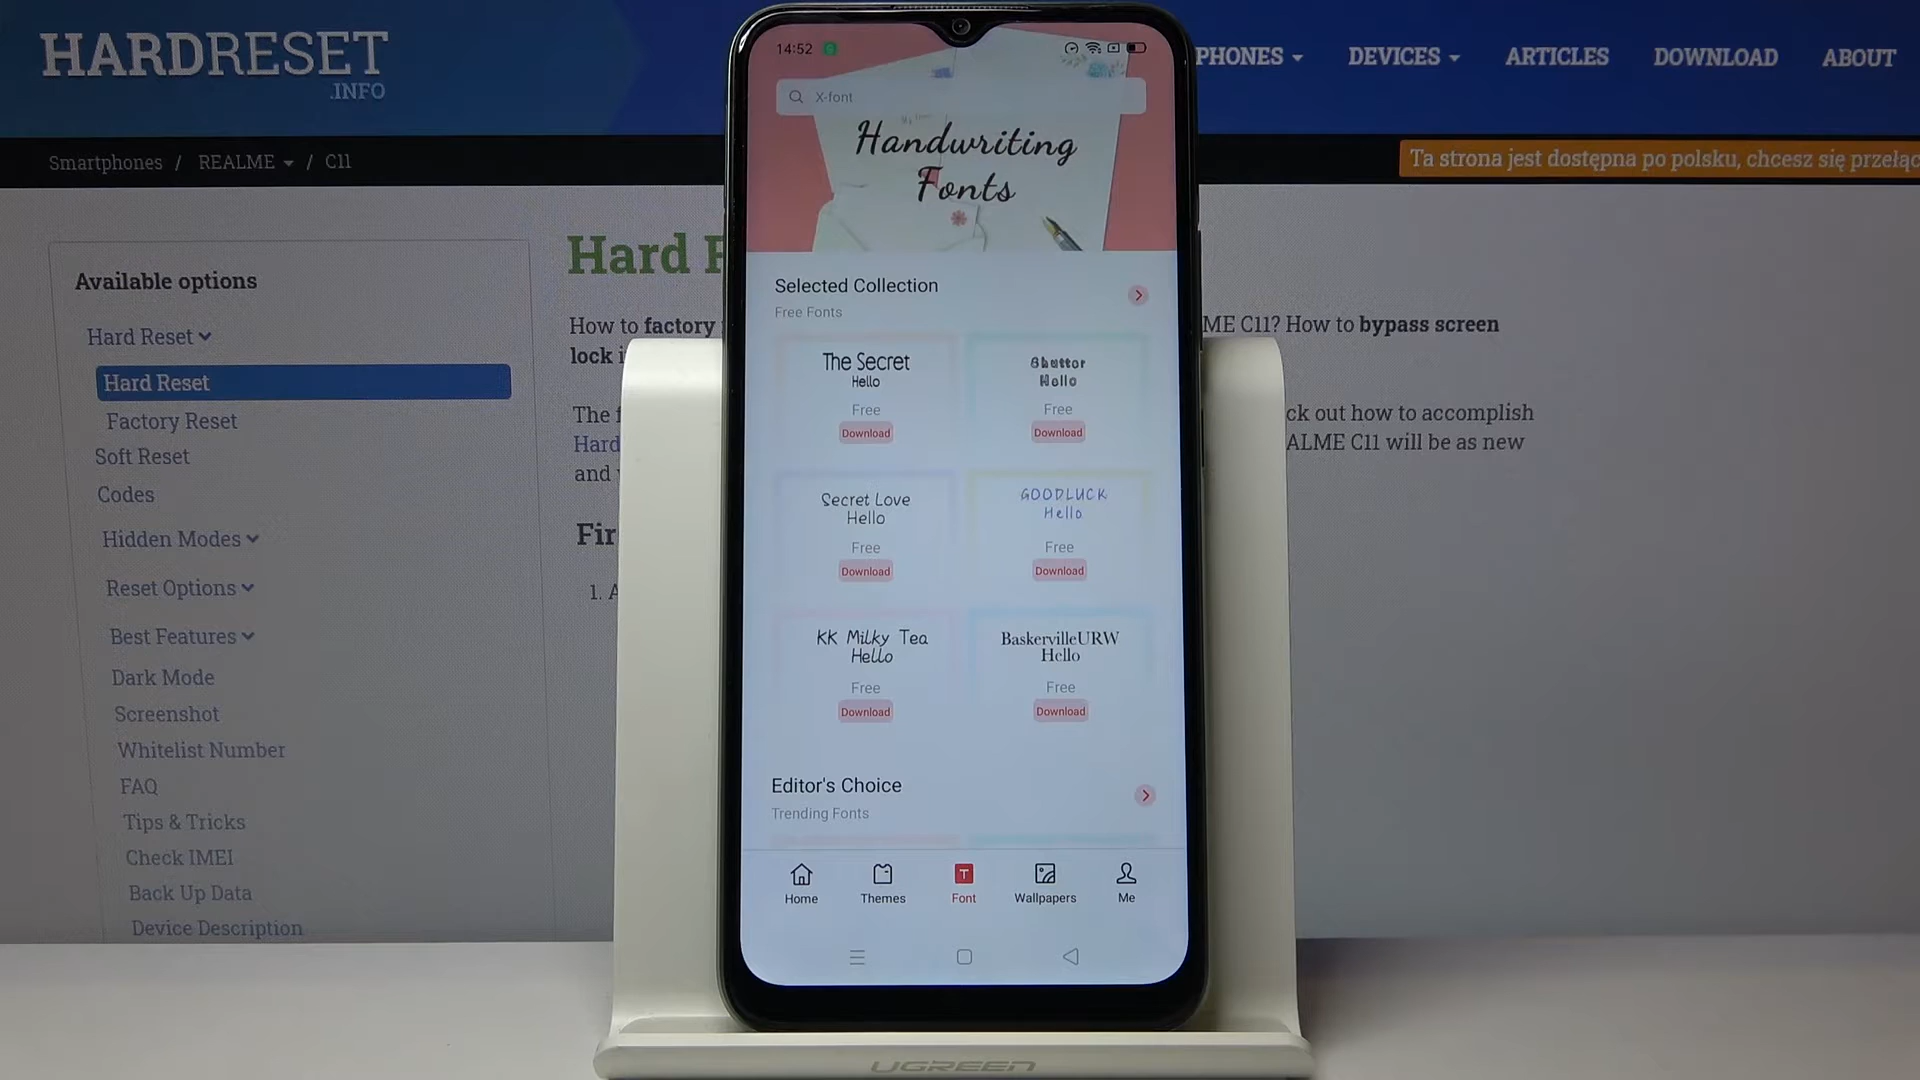 HARDRESET
.INFO
PHONES
DEVICES
ARTICLES
DOWNLOAD
ABOUT
Smartphones / REALME / C11
Ta strona jest dostępna po polsku, chcesz się
Available options
Hard Reset
Hard Reset
Factory Reset
Soft Reset
Codes
Hidden Modes
Reset Options
Best Features
Dark Mode
Screenshot
Whitelist Number
FAQ
Tips & Tricks
Check IMEI
Back Up Data
Device Description
Hard
How to factory
lock
The
Hard
and
1.
C11? How to bypass screen
out how to accomplish
C11 will be as new
14:52
X-font
Handwriting
Fonts
Selected Collection
Free Fonts
The Secret
Hello
Free
Download
Shutter
Hello
Free
Download
Secret Love
Hello
Free
Download
GOODLUCK
Hello
Free
Download
KK Milky Tea
Hello
Free
Download
BaskervilleURW
Hello
Free
Download
Editor's Choice
Trending Fonts
Home
Themes
Font
Wallpapers
Me
UGREEN